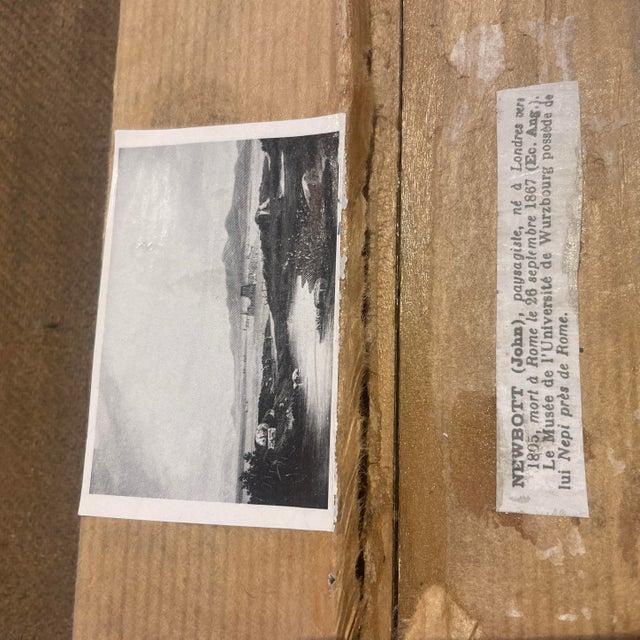 NEWBOTT (John), paysagiste, né à Londres vers
1805, mort à Rome le 28 septembre 1867 (Ec. Ang.).
Le Musée de l'Université de Wurzbourg possède de
lui Nepi près de Rome.